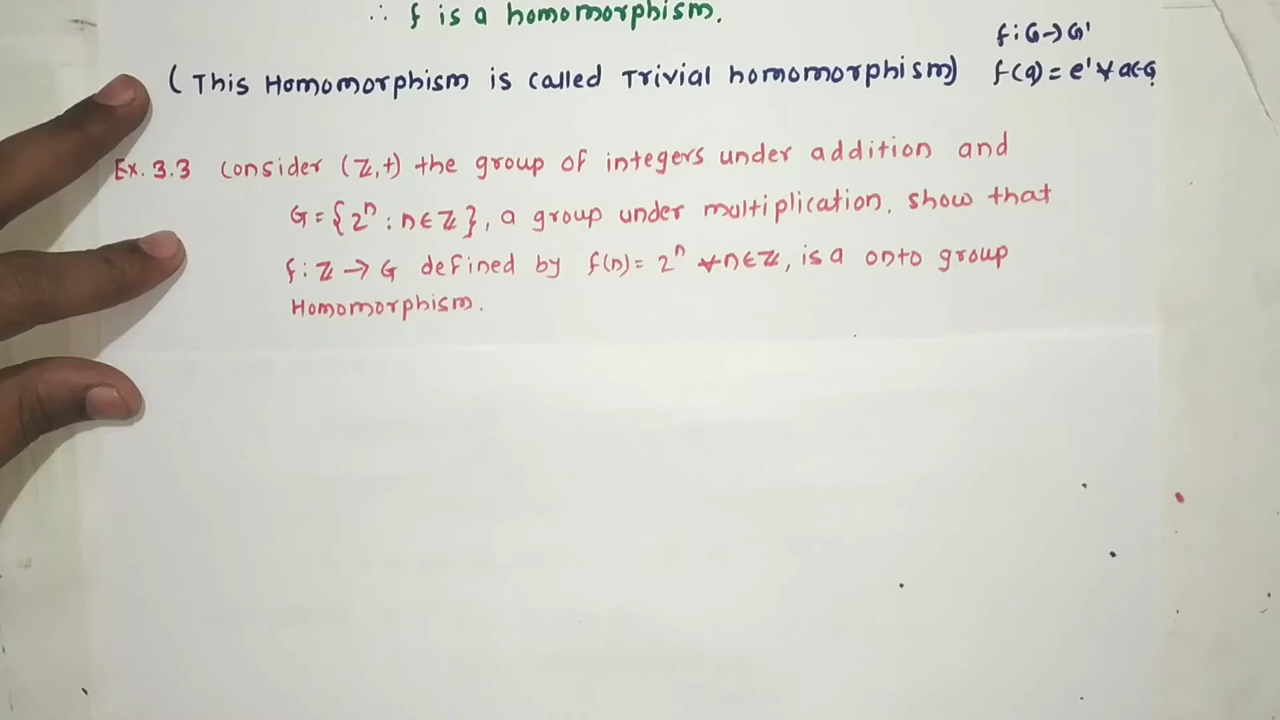 ∴ f is a homomorphism.
f: G → G'
(This Homomorphism is called Trivial homomorphism) f(a) = e' ∀ a ∈ G
Ex. 3.3 Consider (ℤ,+) the group of integers under addition and
G = {2ⁿ : n ∈ ℤ}, a group under multiplication. show that
f: ℤ → G defined by f(n) = 2ⁿ ∀ n ∈ ℤ, is a onto group
Homomorphism.